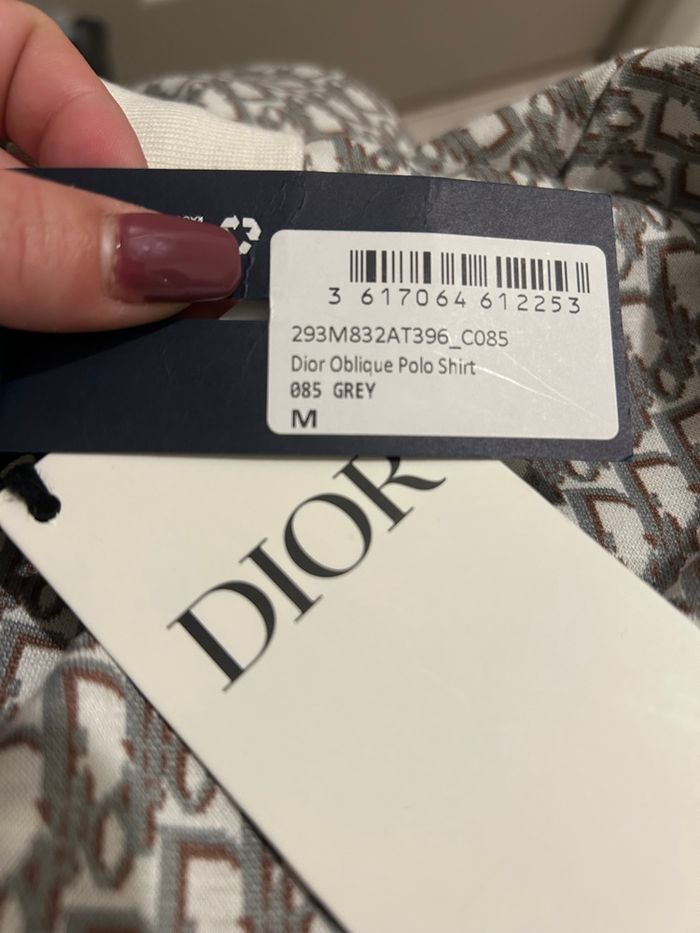 3 617064 612253
293M832AT396_C085
Dior Oblique Polo Shirt
085 GREY
M
DIOR